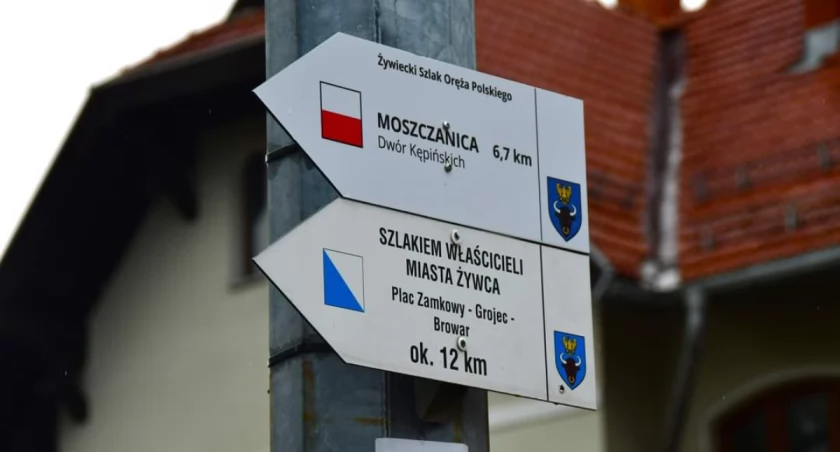 Żywiecki Szlak Oręża Polskiego
MOSZCZANICA
Dwór Kępińskich
6,7 km
SZLAKIEM WŁAŚCICIELI
MIASTA ŻYWCA
Plac Zamkowy - Grojec -
Browar
ok. 12 km